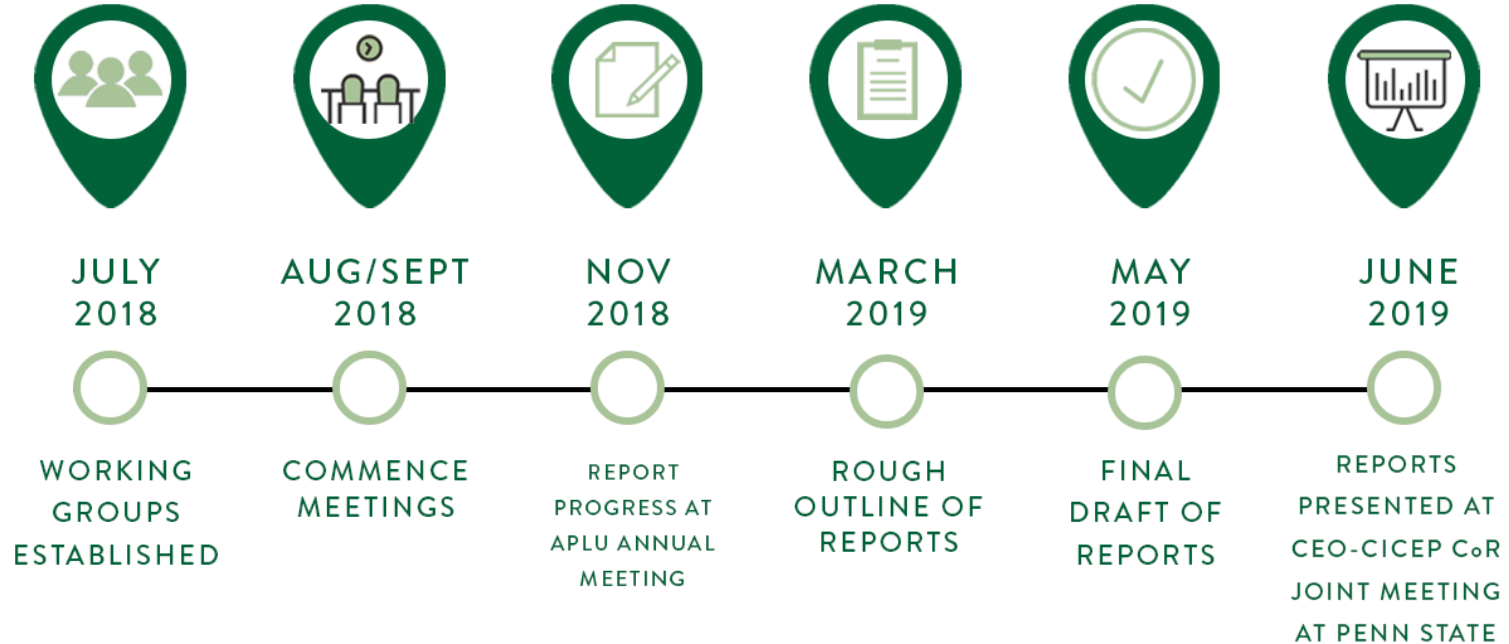 JULY
2018
AUG/SEPT
2018
NOV
2018
MARCH
2019
MAY
2019
JUNE
2019
WORKING
GROUPS
ESTABLISHED
COMMENCE
MEETINGS
REPORT
PROGRESS AT
APLU ANNUAL
MEETING
ROUGH
OUTLINE OF
REPORTS
FINAL
DRAFT OF
REPORTS
REPORTS
PRESENTED AT
CEO-CICEP CoR
JOINT MEETING
AT PENN STATE